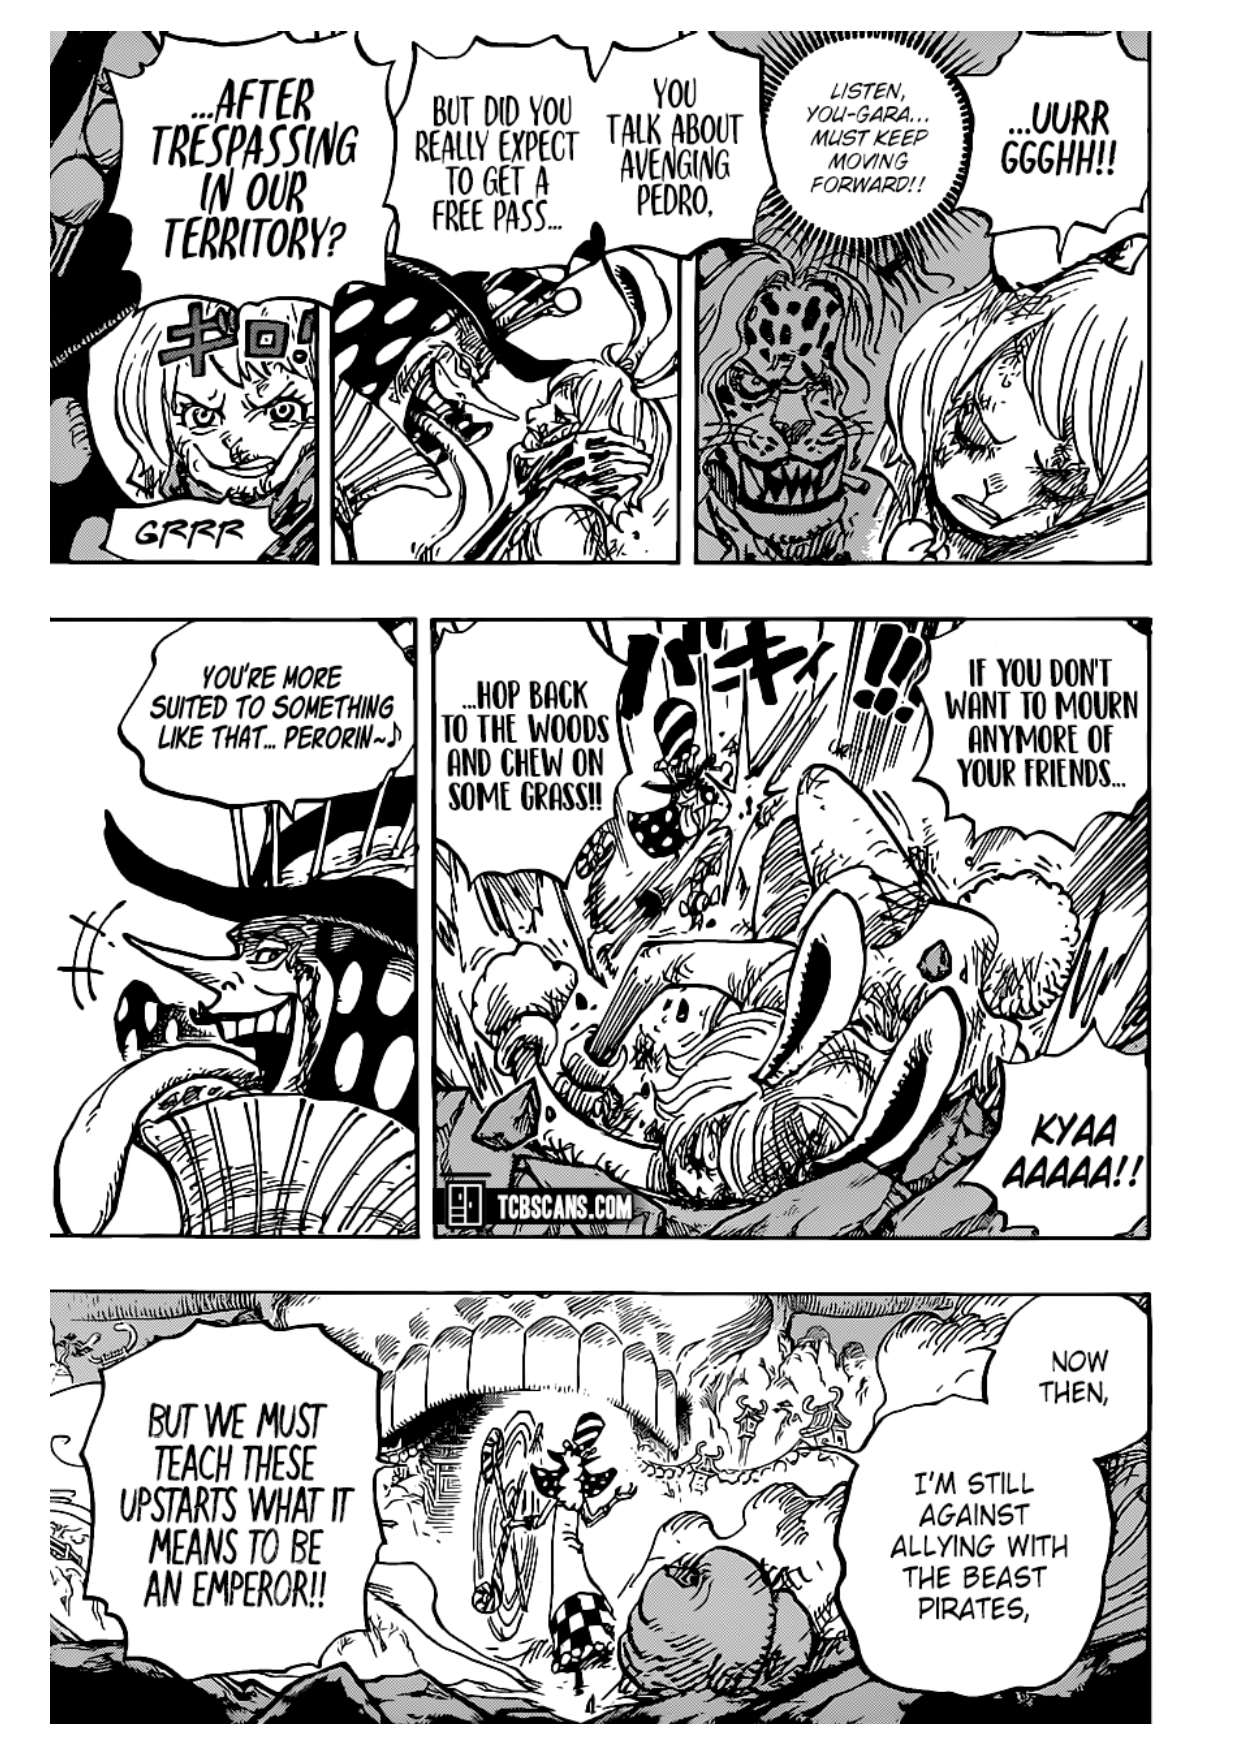 ...UURR
GGGHH!!
LISTEN,
YOU-GARA...
MUST KEEP
MOVING
FORWARD!!
YOU
TALK ABOUT
AVENGING
PEDRO,
BUT DID YOU
REALLY EXPECT
TO GET A
FREE PASS...
...AFTER
TRESPASSING
IN OUR
TERRITORY?
ギロ!
GRRR
IF YOU DON'T
WANT TO MOURN
ANYMORE OF
YOUR FRIENDS...
バキィ!!
...HOP BACK
TO THE WOODS
AND CHEW ON
SOME GRASS!!
KYAA
AAAAA!!
TCBSCANS.COM
YOU'RE MORE
SUITED TO SOMETHING
LIKE THAT... PERORIN~♪
NOW
THEN,
I'M STILL
AGAINST
ALLYING WITH
THE BEAST
PIRATES,
BUT WE MUST
TEACH THESE
UPSTARTS WHAT IT
MEANS TO BE
AN EMPEROR!!